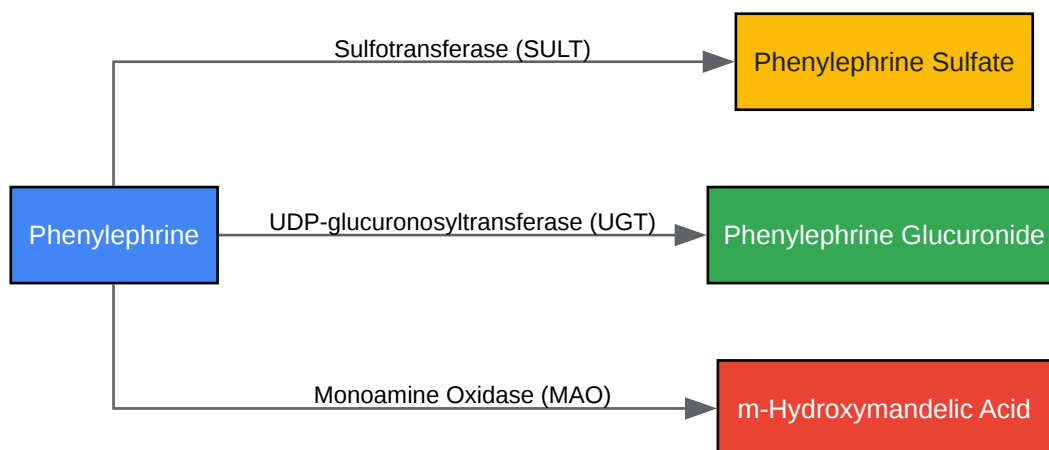 Sulfotransferase (SULT)
Phenylephrine Sulfate
Phenylephrine
UDP-glucuronosyltransferase (UGT)
Phenylephrine Glucuronide
Monoamine Oxidase (MAO)
m-Hydroxymandelic Acid